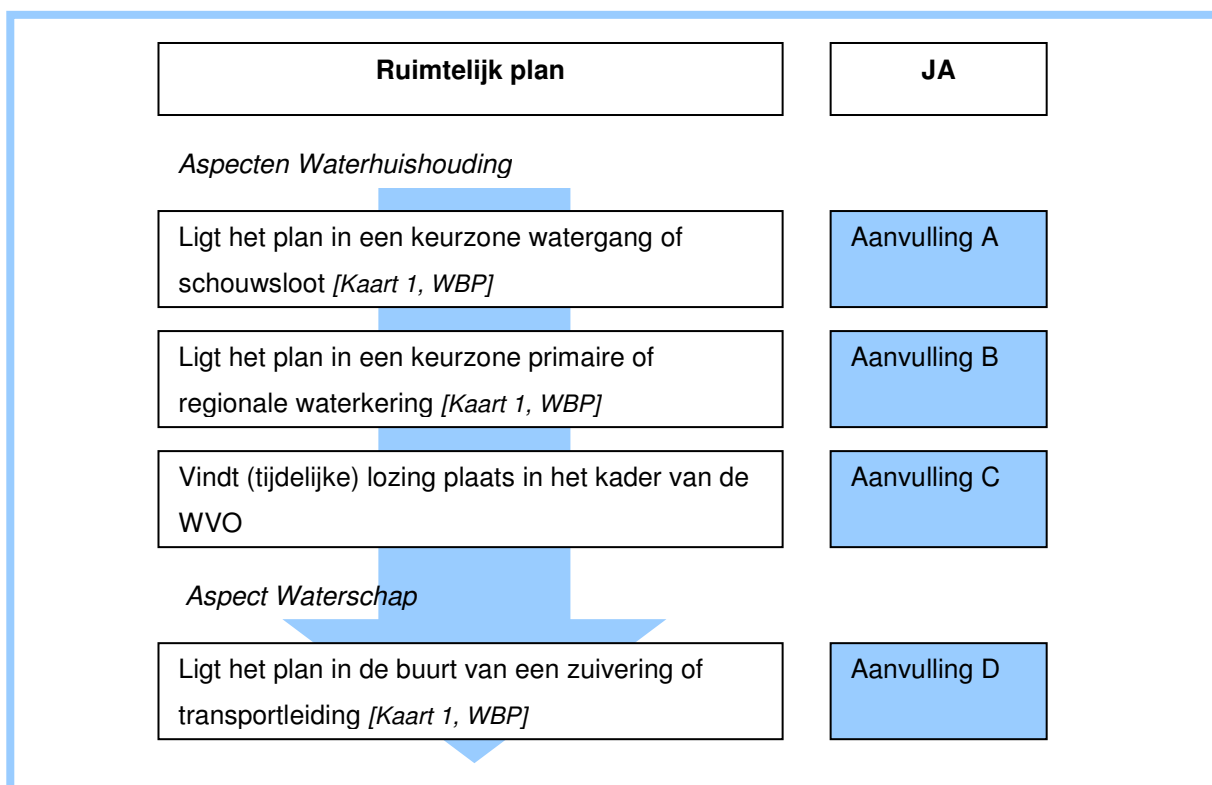 Ruimtelijk plan
JA
Aspecten Waterhuishouding
Ligt het plan in een keurzone watergang of
schouwsloot [Kaart 1, WBP]
Aanvulling A
Ligt het plan in een keurzone primaire of
regionale waterkering [Kaart 1, WBP]
Aanvulling B
Vindt (tijdelijke) lozing plaats in het kader van de
WVO
Aanvulling C
Aspect Waterschap
Ligt het plan in de buurt van een zuivering of
transportleiding [Kaart 1, WBP]
Aanvulling D